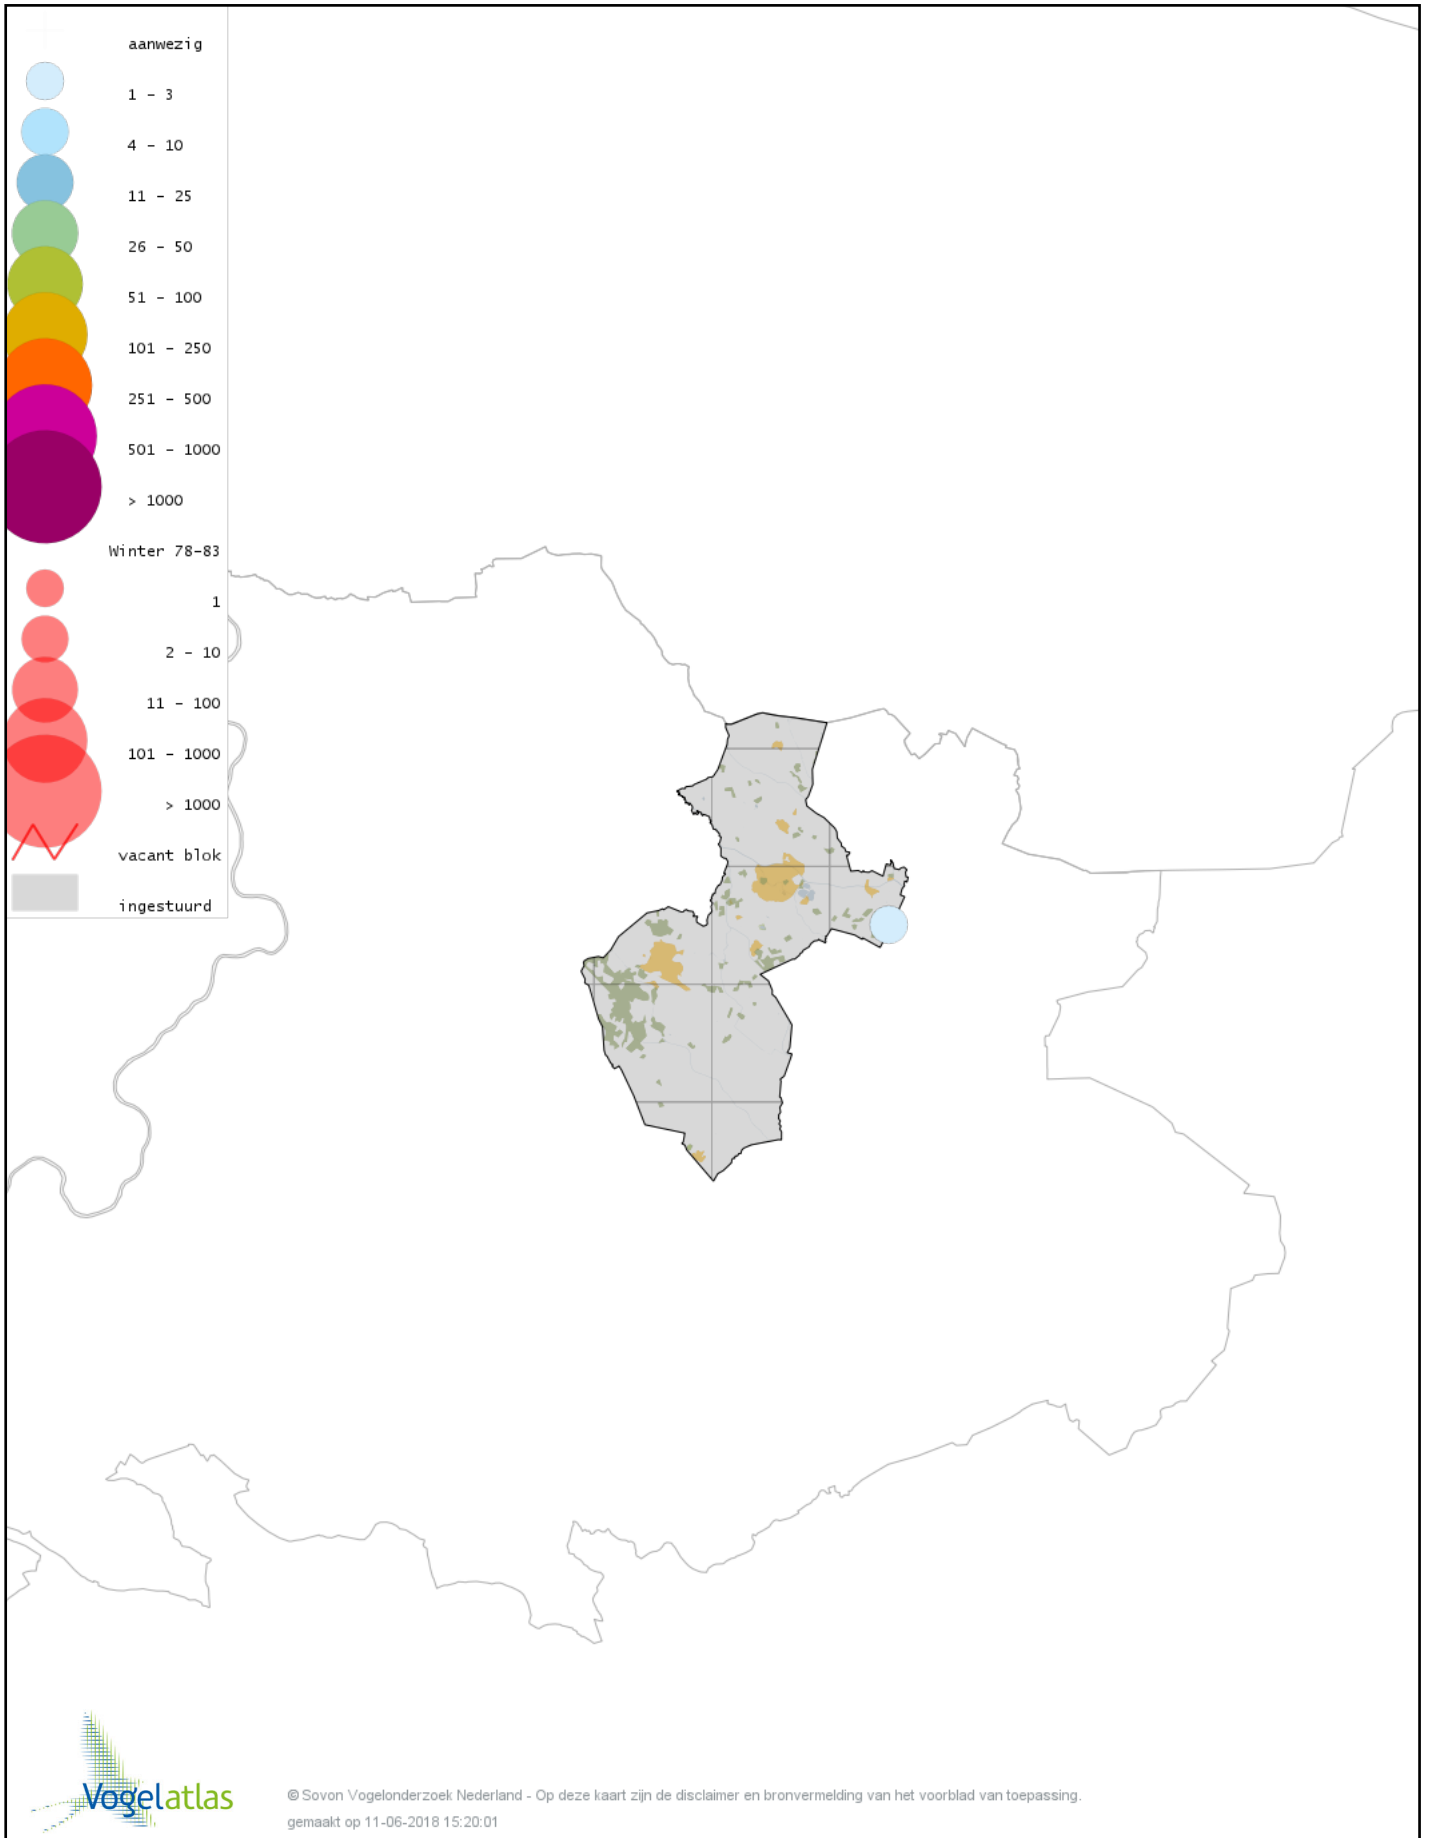 aanwezig
1 - 3
4 - 10
11 - 25
26 - 50
51 - 100
101 - 250
251 - 500
501 - 1000
> 1000
Winter 78-83
1
2 - 10
11 - 100
101 - 1000
> 1000
vacant blok
ingestuurd
Vogelatlas
© Sovon Vogelonderzoek Nederland - Op deze kaart zijn de disclaimer en bronvermelding van het voorblad van toepassing.
gemaakt op 11-06-2018 15:20:01